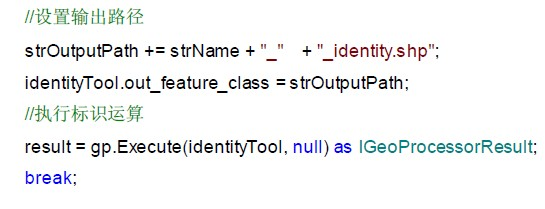 //设置输出路径
strOutputPath += strName + "_" + "_identity.shp";
identityTool.out_feature_class = strOutputPath;
//执行标识运算
result = gp.Execute(identityTool, null) as IGeoProcessorResult;
break;